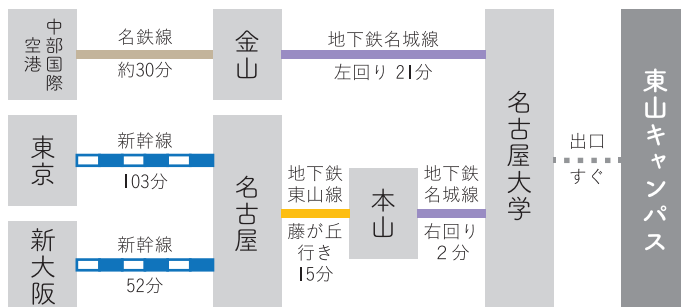 中部国際
空港
名鉄線
約30分
金山
地下鉄名城線
左回り 21分
東京
新幹線
103分
新大阪
新幹線
52分
名古屋
地下鉄
東山線
藤が丘
行き
15分
本山
地下鉄
名城線
右回り
2分
名古屋大学
出口
すぐ
東山キャンパス